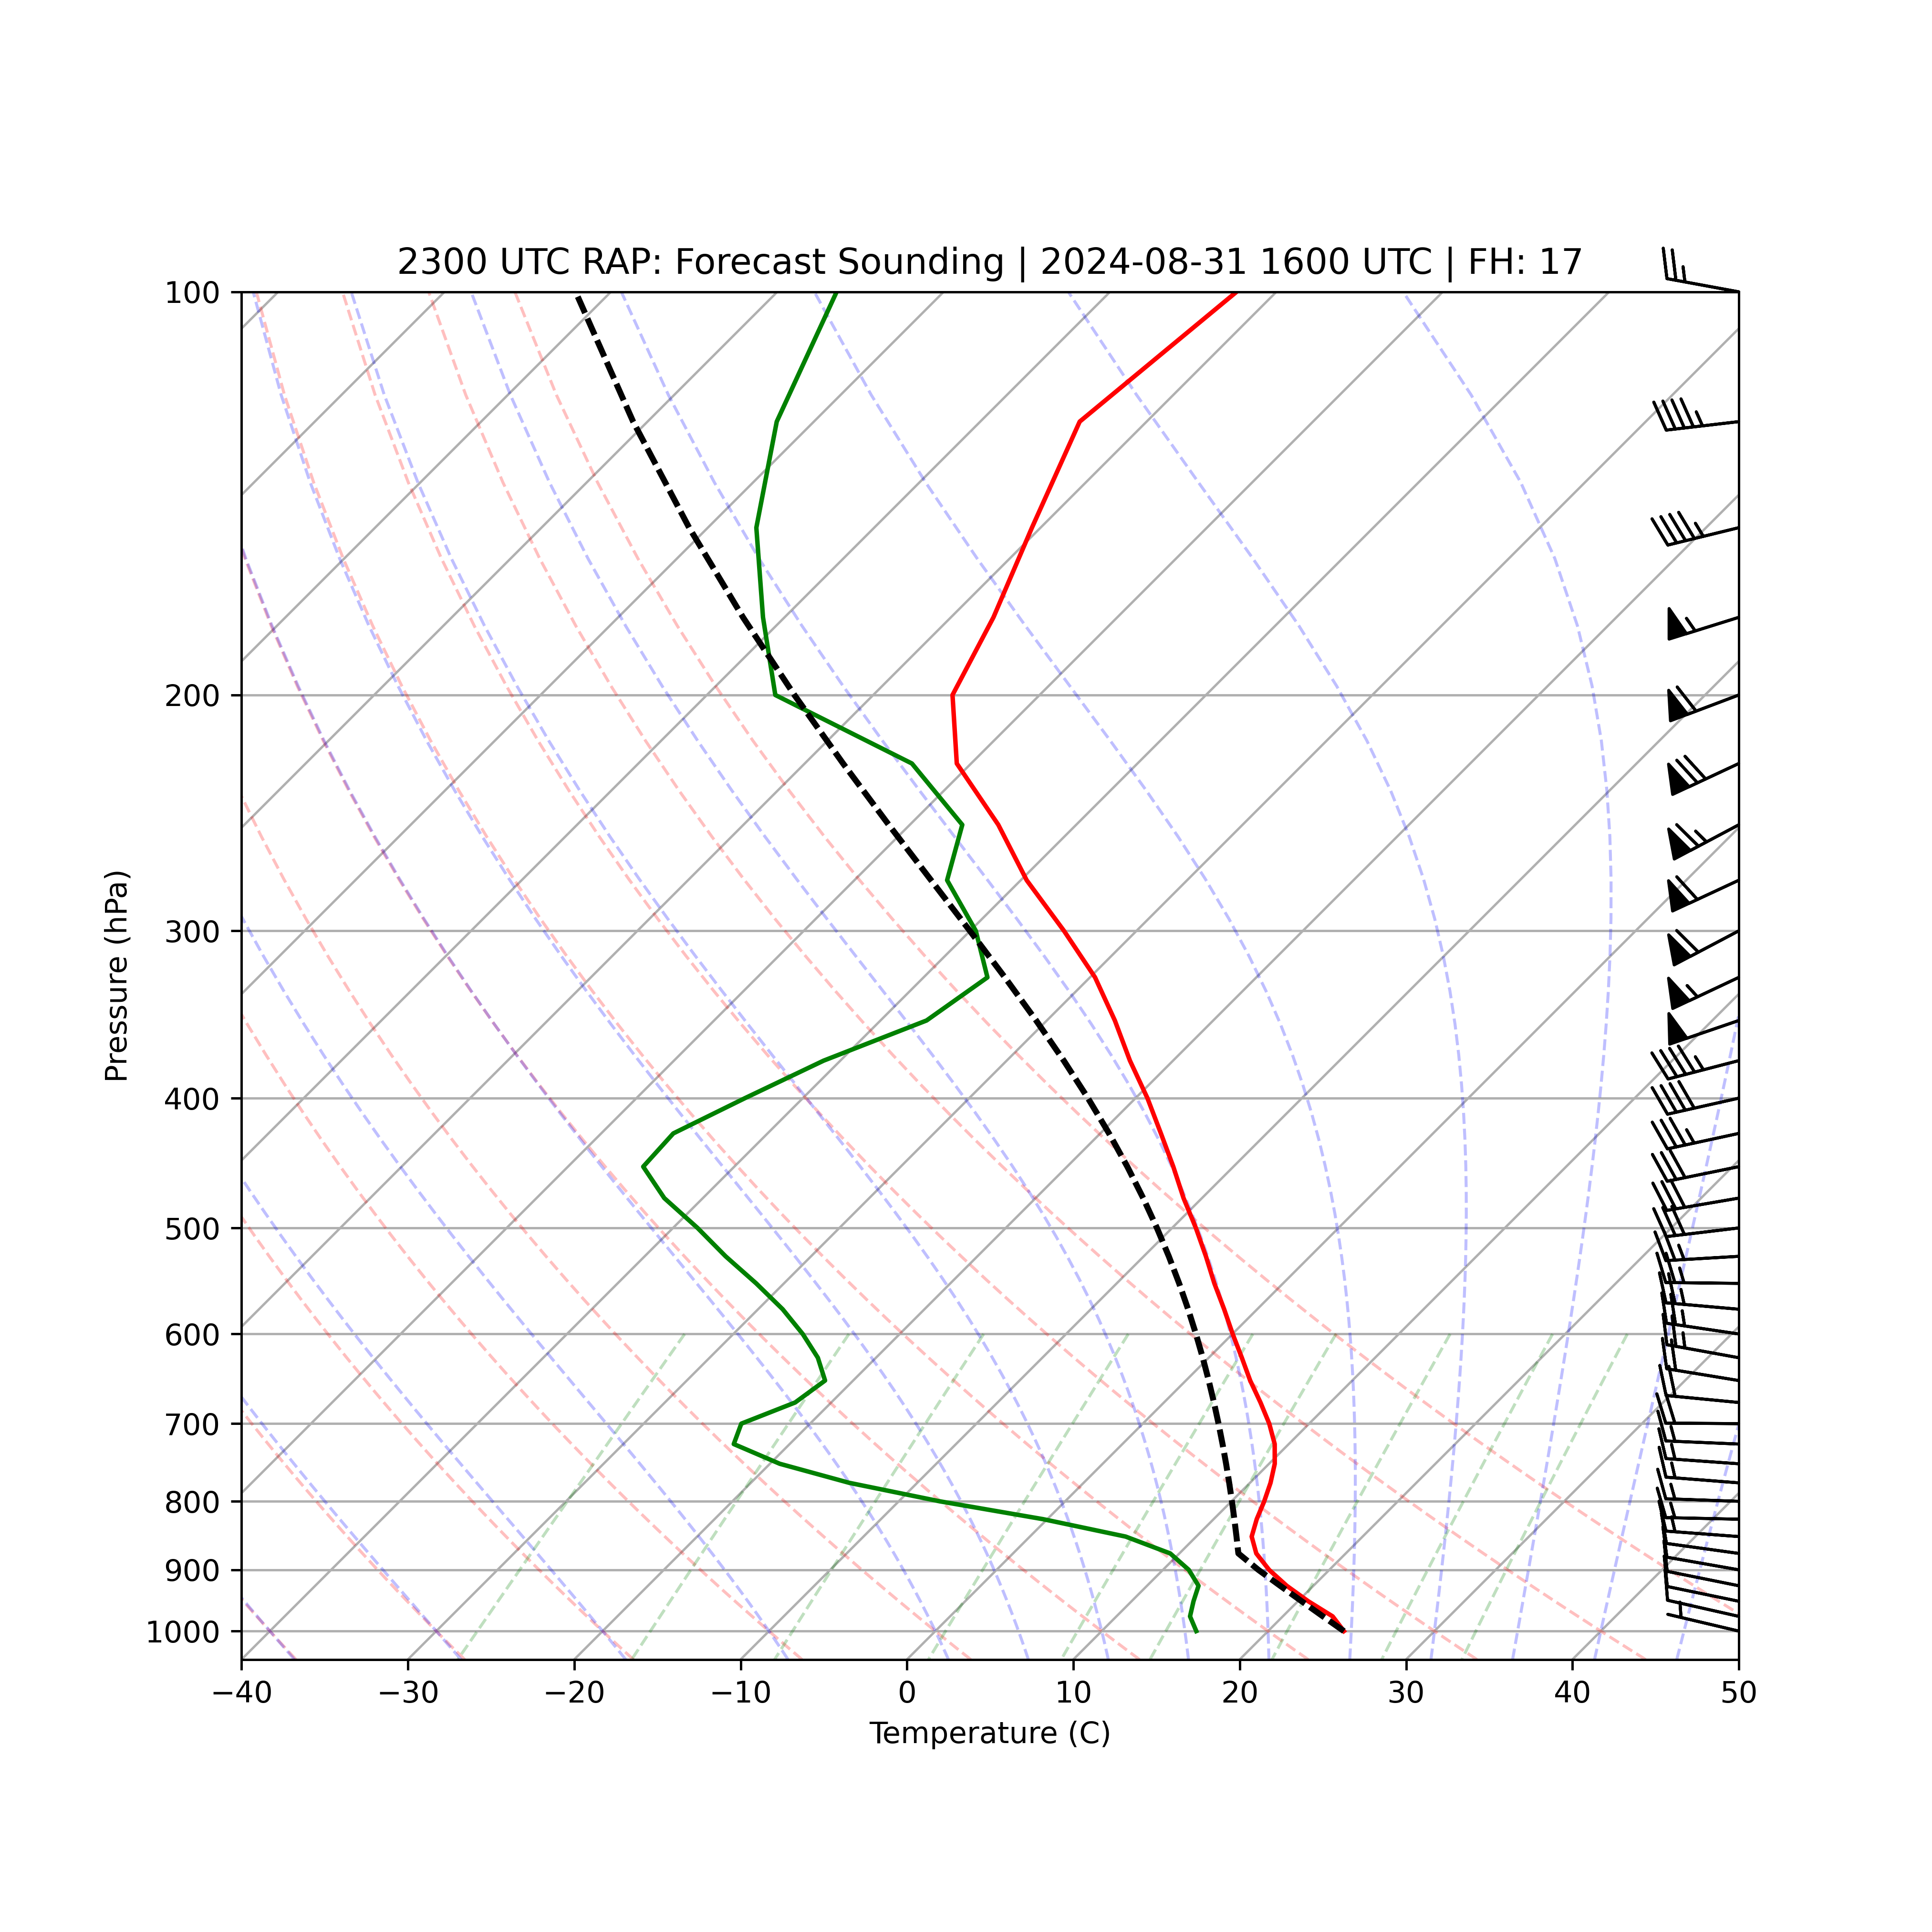 2300 UTC RAP: Forecast Sounding | 2024-08-31 1600 UTC | FH: 17
100
200
300
400
500
600
700
800
900
1000
Pressure (hPa)
−40 −30 −20 −10 0 10 20 30 40 50
Temperature (C)